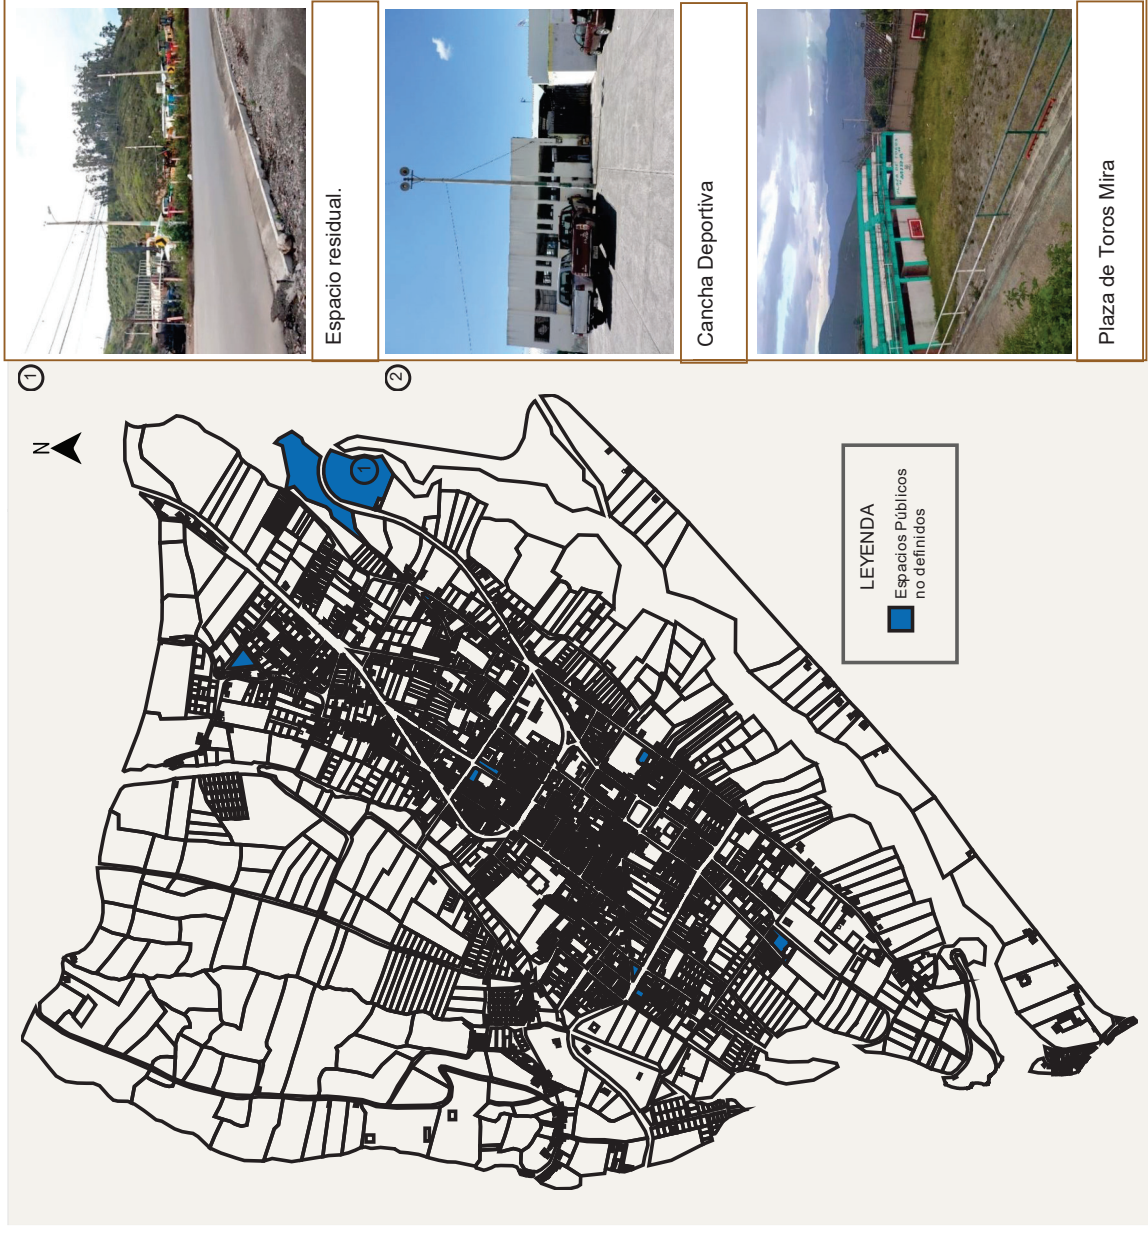 1
Espacio residual.
2
Cancha Deportiva
Plaza de Toros Mira
N
1
LEYENDA
Espacios Públicos
no definidos